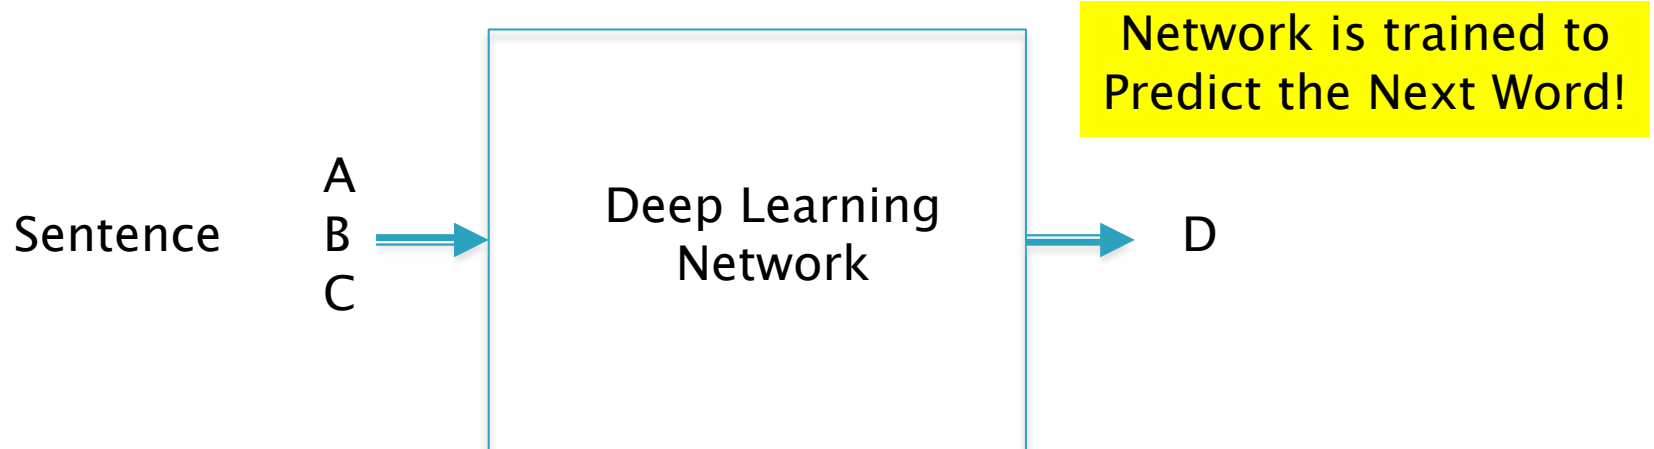 Network is trained to
Predict the Next Word!
Sentence
A
B
C
Deep Learning
Network
D